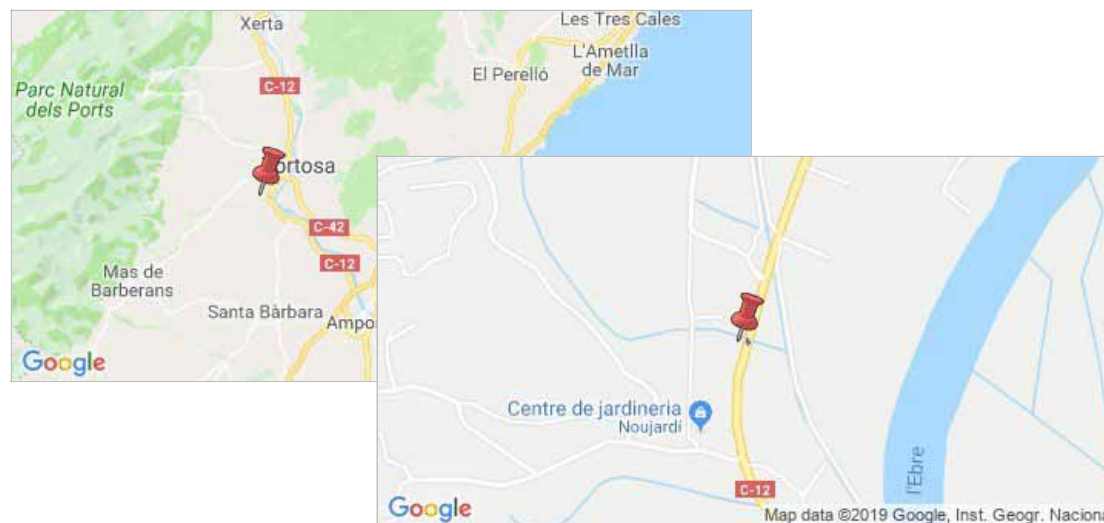 Les Tres Cales
Xerta
L'Ametlla
de Mar
El Perelló
C-12
Parc Natural
dels Ports
ortosa
C-42
C-12
Mas de
Barberans
Santa Bàrbara
Ampos
Google
Centre de jardineria
Noujardí
l'Ebre
C-12
Google
Map data ©2019 Google, Inst. Geogr. Naciona